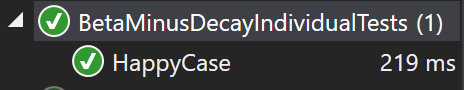 BetaMinusDecayIndividualTests (1)
HappyCase 219 ms